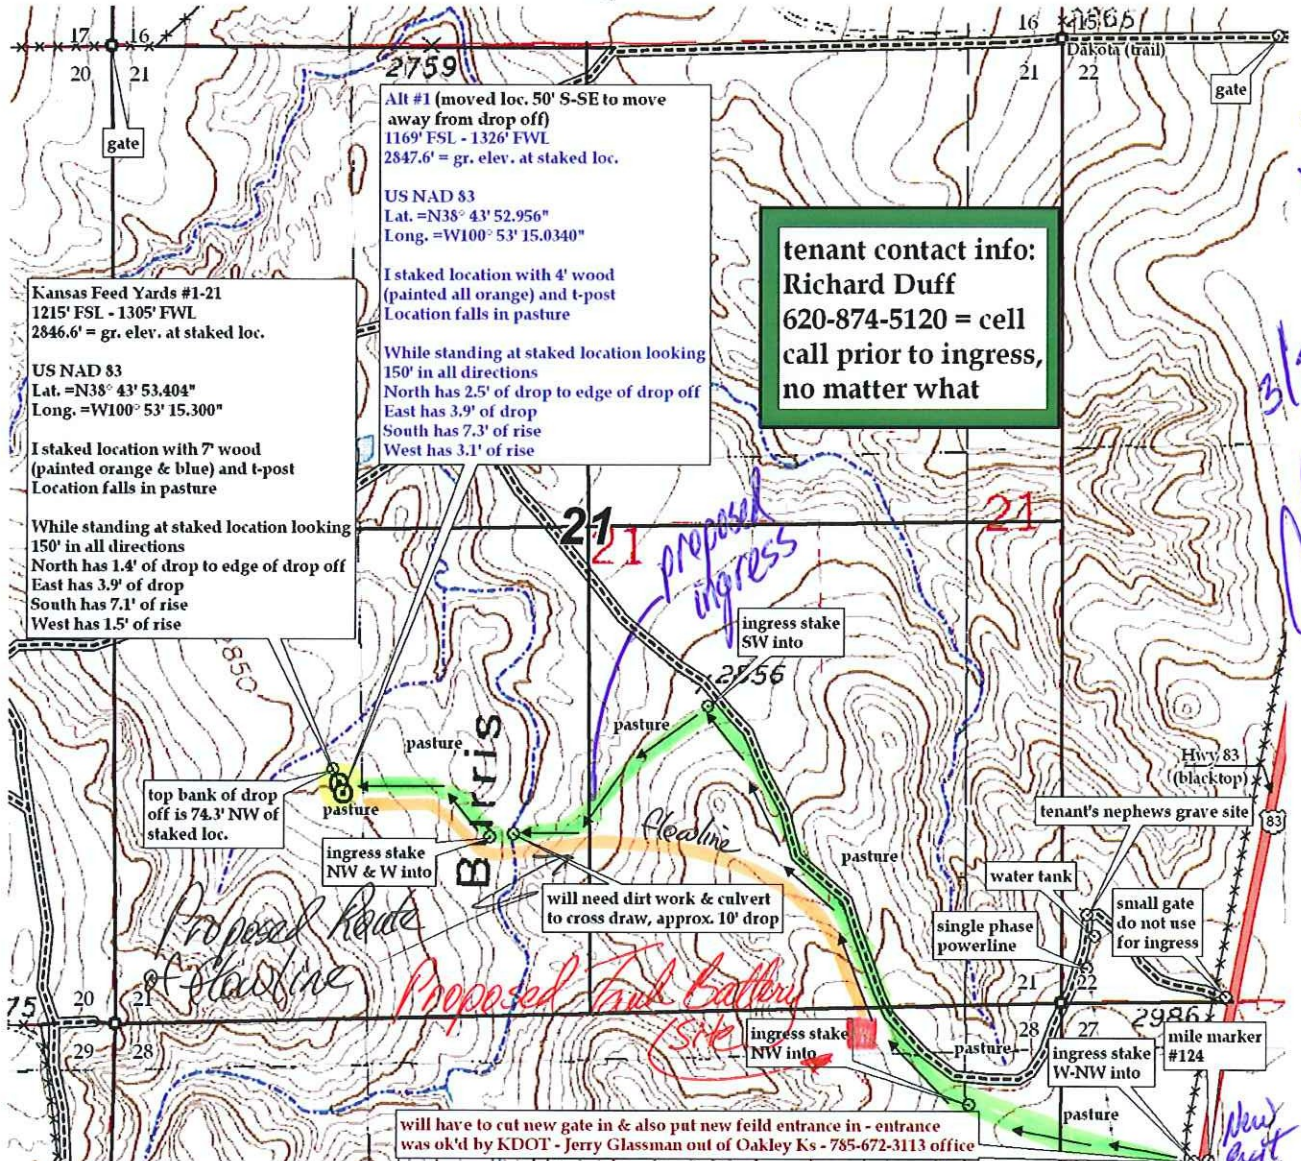 17 16
20 21
gate
2759
16 15
2865
Dakota (trail)
21 22
gate
Alt #1 (moved loc. 50' S-SE to move
away from drop off)
1169' FSL - 1326' FWL
2847.6' = gr. elev. at staked loc.
US NAD 83
Lat. =N38° 43' 52.956"
Long. =W100° 53' 15.0340"
I staked location with 4' wood
(painted all orange) and t-post
Location falls in pasture
While standing at staked location looking
150' in all directions
North has 2.5' of drop to edge of drop off
East has 3.9' of drop
South has 7.3' of rise
West has 3.1' of rise
tenant contact info:
Richard Duff
620-874-5120 = cell
call prior to ingress,
no matter what
Kansas Feed Yards #1-21
1215' FSL - 1305' FWL
2846.6' = gr. elev. at staked loc.
US NAD 83
Lat. =N38° 43' 53.404"
Long. =W100° 53' 15.300"
I staked location with 7' wood
(painted orange & blue) and t-post
Location falls in pasture
While standing at staked location looking
150' in all directions
North has 1.4' of drop to edge of drop off
East has 3.9' of drop
South has 7.1' of rise
West has 1.5' of rise
21
21
21
proposed
ingress
ingress stake
SW into
2856
2850
pasture
pasture
B rris
Hwy 83
(blacktop)
83
top bank of drop
off is 74.3' NW of
staked loc.
pasture
tenant's nephews grave site
flowline
pasture
ingress stake
NW & W into
water tank
will need dirt work & culvert
to cross draw, approx. 10' drop
small gate
do not use
for ingress
single phase
powerline
Proposed Route
of flowline
Proposed Tank Battery
(Site)
75
20 21
29 28
21 22
28 27
2986
ingress stake
NW into
pasture
ingress stake
W-NW into
mile marker
#124
pasture
will have to cut new gate in & also put new feild entrance in - entrance
was ok'd by KDOT - Jerry Glassman out of Oakley Ks - 785-672-3113 office
New